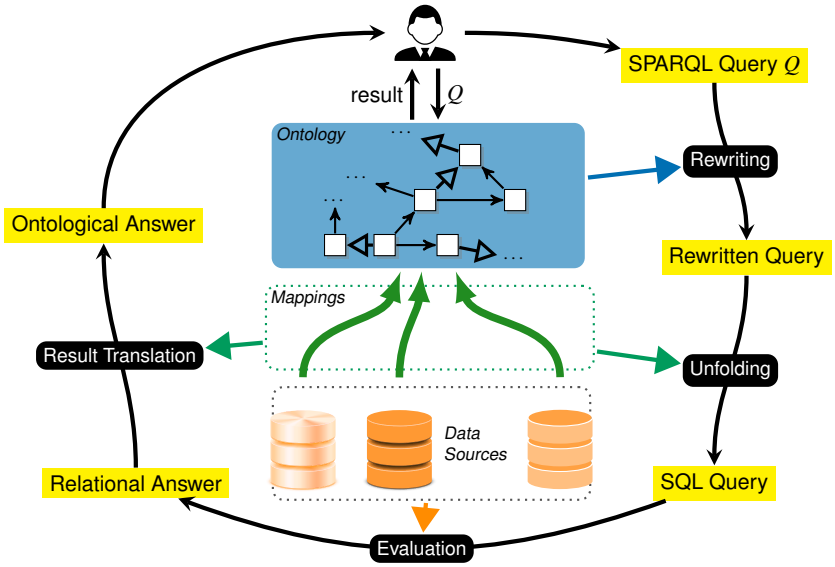 SPARQL Query Q
result
Q
Ontology
...
Rewriting
...
...
Ontological Answer
Rewritten Query
...
Mappings
Result Translation
Unfolding
Data
Sources
Relational Answer
SQL Query
Evaluation